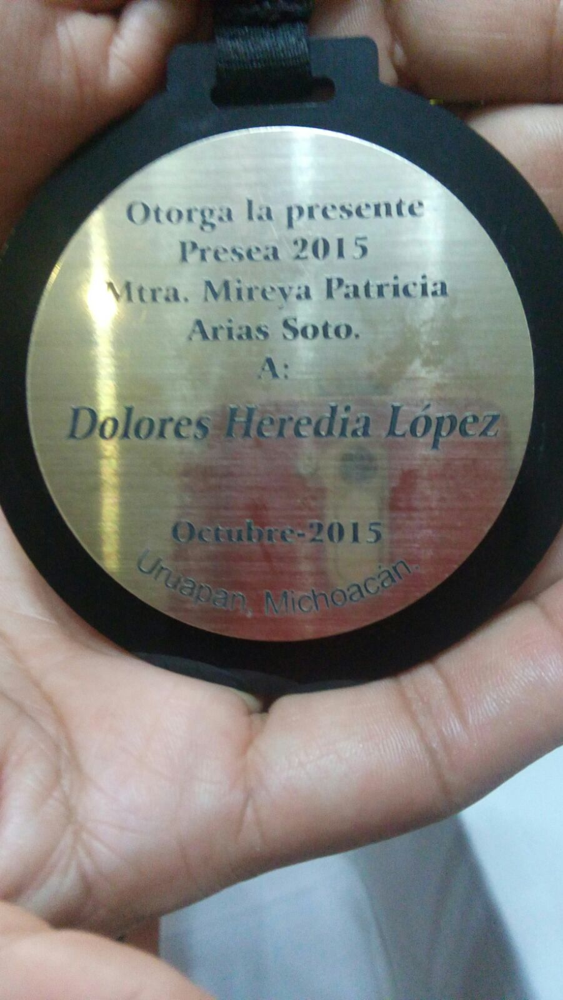 Otorga la presente
Presea 2015
Mtra. Mireya Patricia
Arias Soto.
A:
Dolores Heredia López
Octubre-2015
Uruapan, Michoacán.